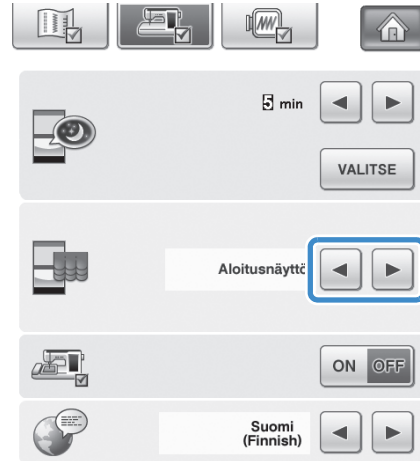 5 min
VALITSE
Aloitusnäyttö
ON OFF
Suomi
(Finnish)